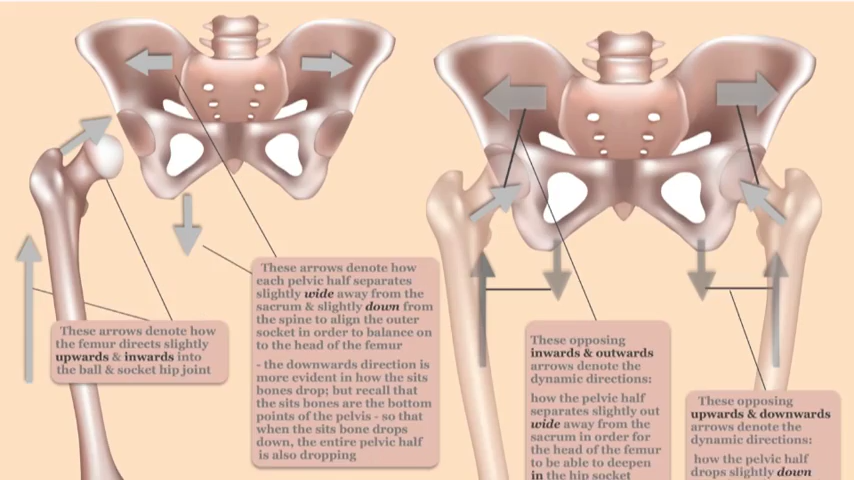 These arrows denote how
the femur directs slightly
upwards & inwards into
the ball & socket hip joint
These arrows denote how
each pelvic half separates
slightly wide away from the
sacrum & slightly down from
the spine to align the outer
socket in order to balance on
to the head of the femur
- the downwards direction is
more evident in how the sits
bones drop; but recall that
the sits bones are the bottom
points of the pelvis - so that
when the sits bone drops
down, the entire pelvic half
is also dropping
These opposing
inwards & outwards
arrows denote the
dynamic directions:
how the pelvic half
separates slightly out
wide away from the
sacrum in order for
the head of the femur
to be able to deepen
in the hip socket
These opposing
upwards & downwards
arrows denote the
dynamic directions:
how the pelvic half
drops slightly down